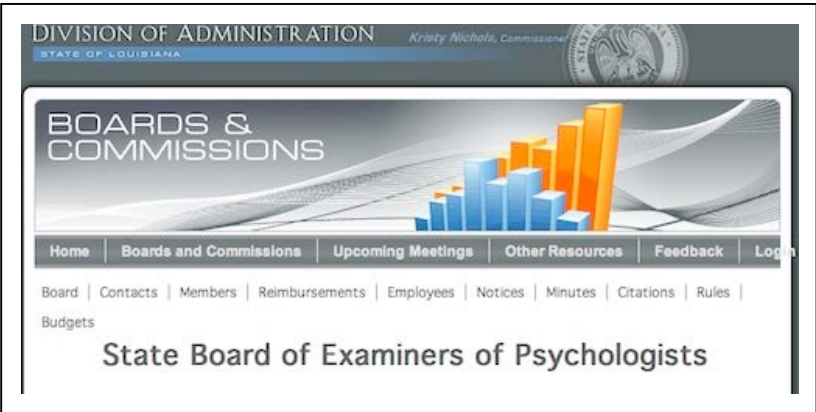 DIVISION OF ADMINISTRATION Kristy Nichols, Commissioner
STATE OF LOUISIANA
BOARDS &
COMMISSIONS
Home | Boards and Commissions | Upcoming Meetings | Other Resources | Feedback | Login
Board | Contacts | Members | Reimbursements | Employees | Notices | Minutes | Citations | Rules |
Budgets
State Board of Examiners of Psychologists